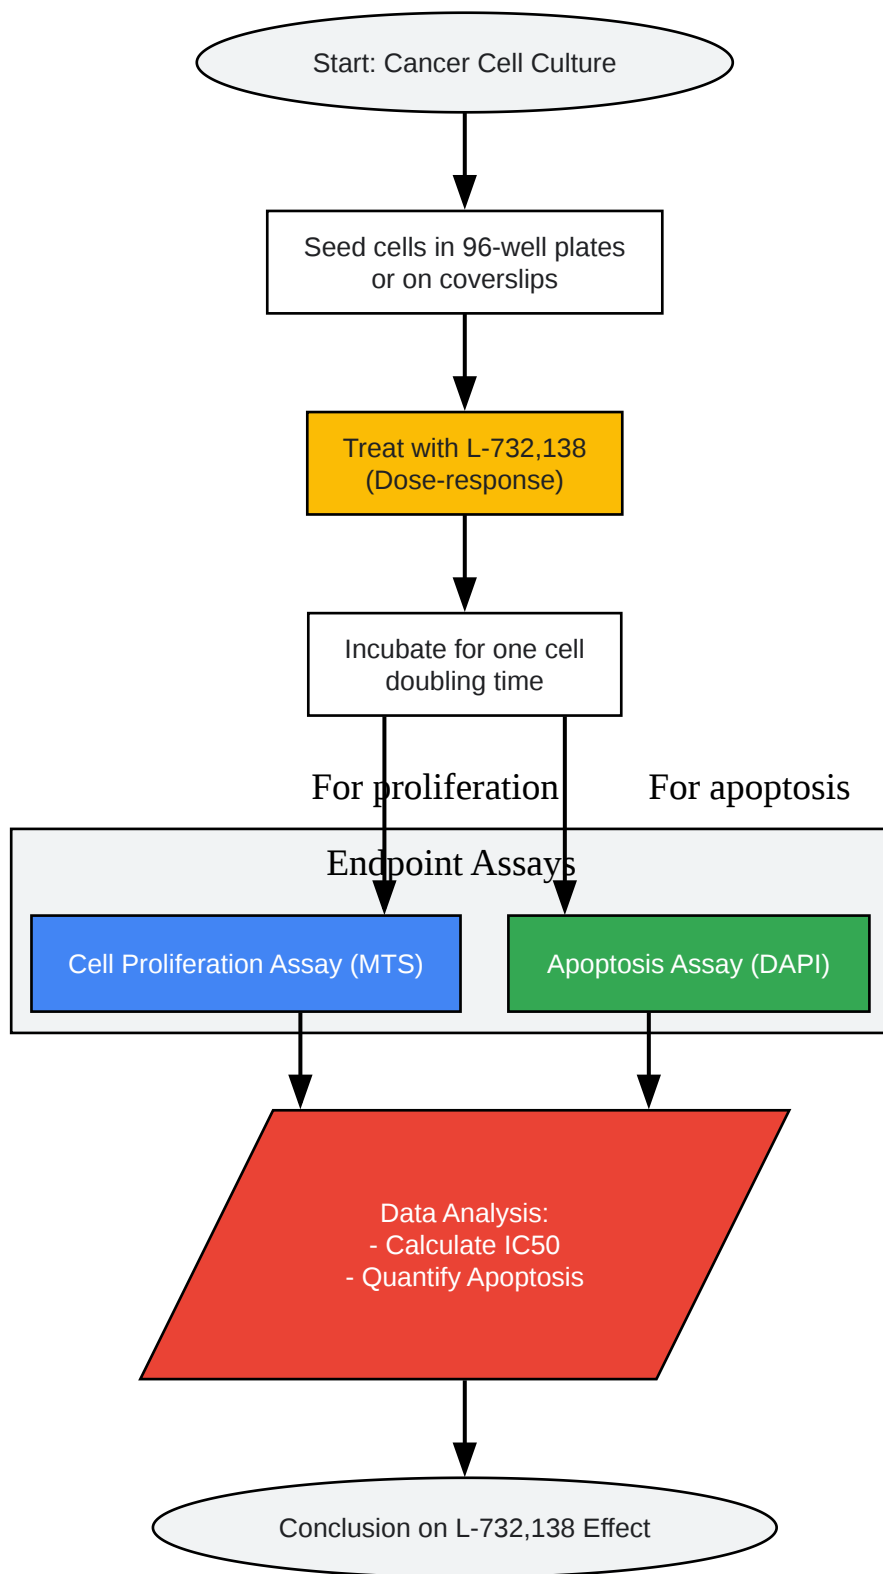 Start: Cancer Cell Culture
Seed cells in 96-well plates
or on coverslips
Treat with L-732,138
(Dose-response)
Incubate for one cell
doubling time
For proliferation
For apoptosis
Endpoint Assays
Cell Proliferation Assay (MTS)
Apoptosis Assay (DAPI)
Data Analysis:
- Calculate IC50
- Quantify Apoptosis
Conclusion on L-732,138 Effect